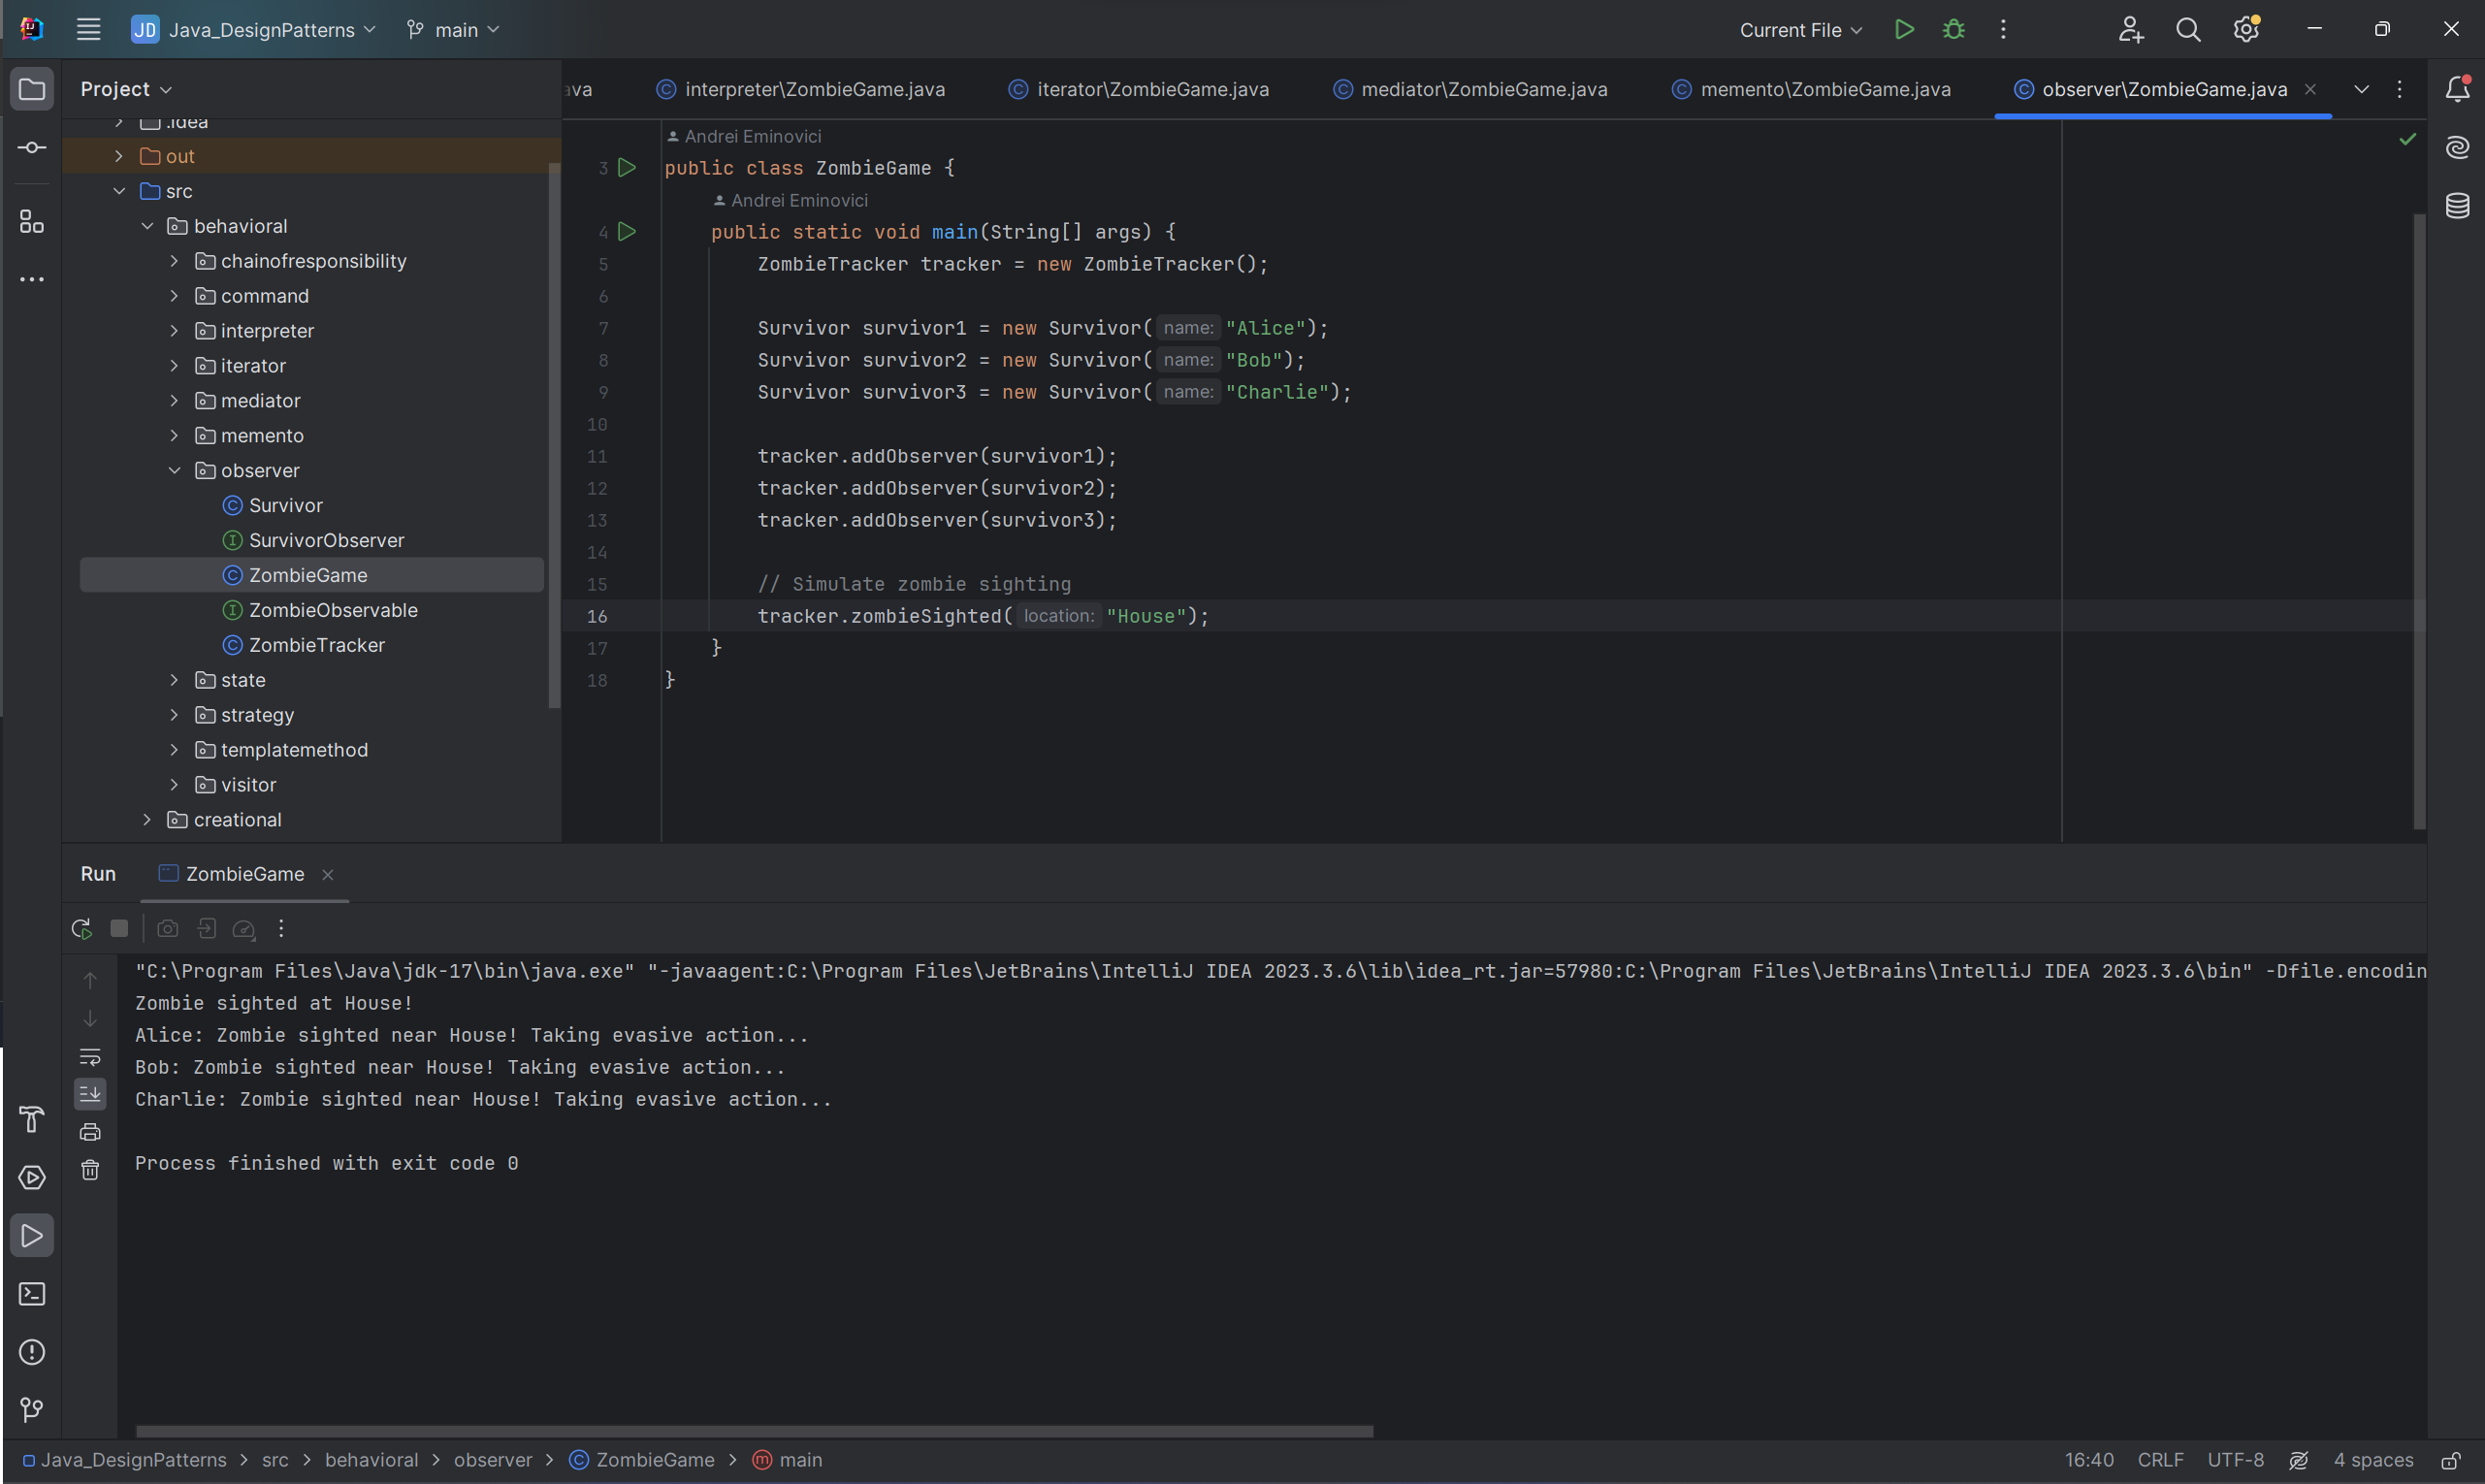 JD Java_DesignPatterns main Current File
Project
ava interpreter\ZombieGame.java iterator\ZombieGame.java mediator\ZombieGame.java memento\ZombieGame.java observer\ZombieGame.java
.idea
out
src
behavioral
chainofresponsibility
command
interpreter
iterator
mediator
memento
observer
Survivor
SurvivorObserver
ZombieGame
ZombieObservable
ZombieTracker
state
strategy
templatemethod
visitor
creational
Andrei Eminovici
3 public class ZombieGame {
Andrei Eminovici
4 public static void main(String[] args) {
5 ZombieTracker tracker = new ZombieTracker();
6
7 Survivor survivor1 = new Survivor( name: "Alice");
8 Survivor survivor2 = new Survivor( name: "Bob");
9 Survivor survivor3 = new Survivor( name: "Charlie");
10
11 tracker.addObserver(survivor1);
12 tracker.addObserver(survivor2);
13 tracker.addObserver(survivor3);
14
15 // Simulate zombie sighting
16 tracker.zombieSighted( location: "House");
17 }
18 }
Run ZombieGame
"C:\Program Files\Java\jdk-17\bin\java.exe" "-javaagent:C:\Program Files\JetBrains\IntelliJ IDEA 2023.3.6\lib\idea_rt.jar=57980:C:\Program Files\JetBrains\IntelliJ IDEA 2023.3.6\bin" -Dfile.encodin
Zombie sighted at House!
Alice: Zombie sighted near House! Taking evasive action...
Bob: Zombie sighted near House! Taking evasive action...
Charlie: Zombie sighted near House! Taking evasive action...
Process finished with exit code 0
Java_DesignPatterns > src > behavioral > observer > ZombieGame > main 16:40 CRLF UTF-8 4 spaces